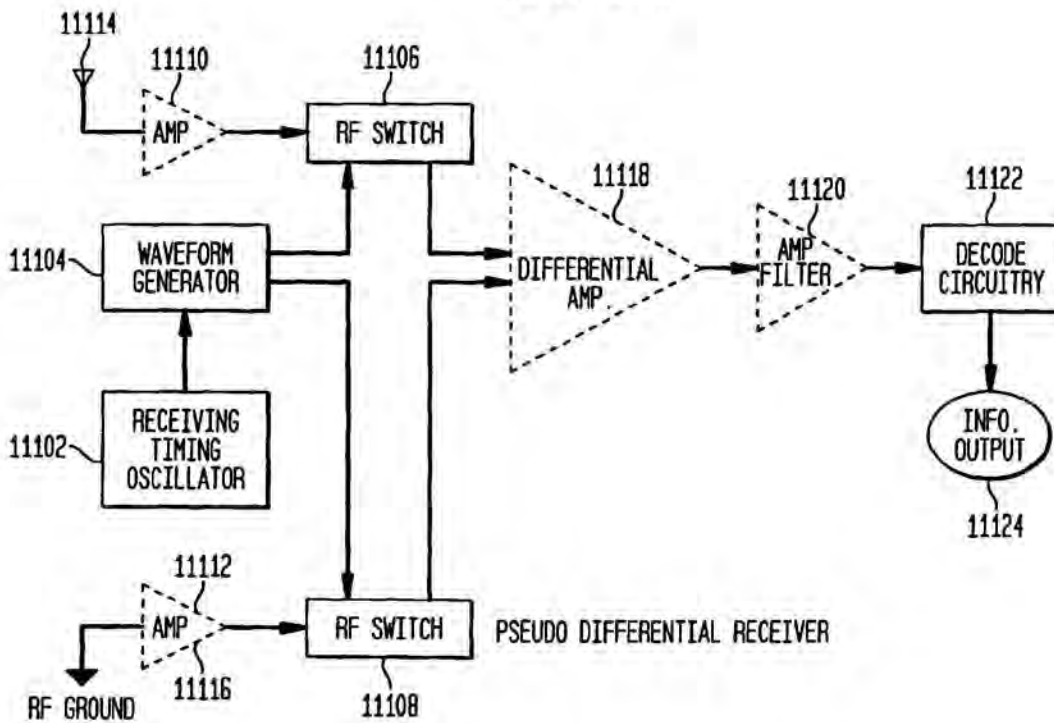 11114
11110
AMP
11106
RF SWITCH
11118
DIFFERENTIAL
AMP
11120
AMP
FILTER
11122
DECODE
CIRCUITRY
11104
WAVEFORM
GENERATOR
11102
RECEIVING
TIMING
OSCILLATOR
INFO.
OUTPUT
11124
11112
AMP
11116
RF GROUND
RF SWITCH
11108
PSEUDO DIFFERENTIAL RECEIVER